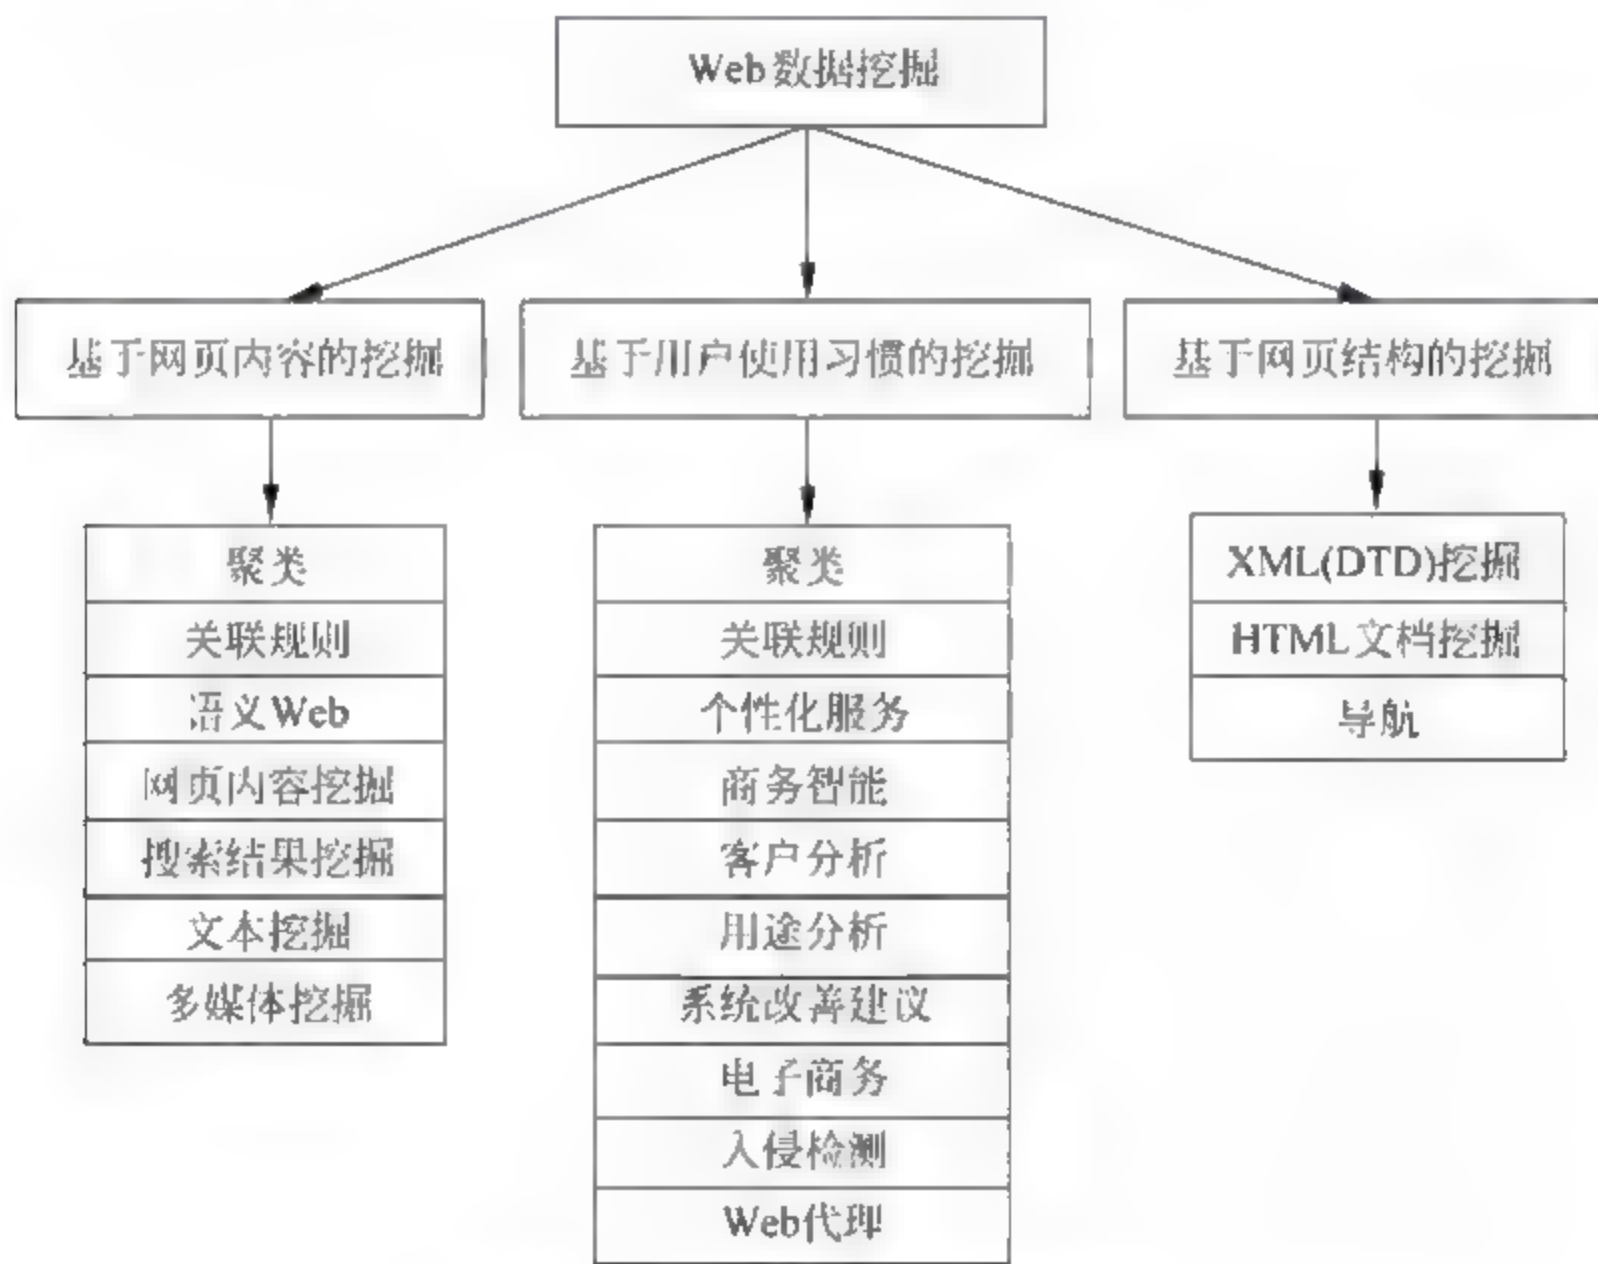 Web数据挖掘
基于网页内容的挖掘
基于用户使用习惯的挖掘
基于网页结构的挖掘
聚类
关联规则
语义Web
网页内容挖掘
搜索结果挖掘
文本挖掘
多媒体挖掘
聚类
关联规则
个性化服务
商务智能
客户分析
用途分析
系统改善建议
电子商务
入侵检测
Web代理
XML(DTD)挖掘
HTML文档挖掘
导航